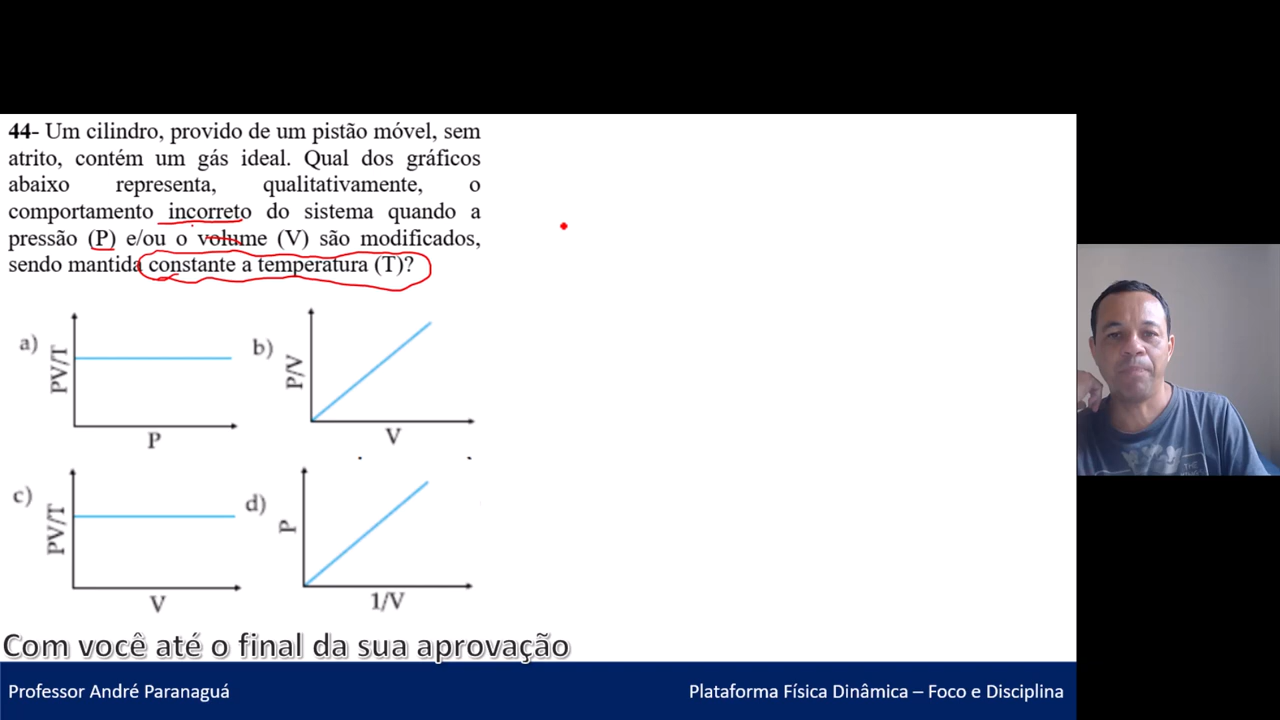 44- Um cilindro, provido de um pistão móvel, sem
atrito, contém um gás ideal. Qual dos gráficos
abaixo representa, qualitativamente, o
comportamento incorreto do sistema quando a
pressão (P) e/ou o volume (V) são modificados,
sendo mantida constante a temperatura (T)?
a)
PV/T
P
b)
P/V
V
c)
PV/T
V
d)
P
1/V
Com você até o final da sua aprovação
Professor André Paranaguá
Plataforma Física Dinâmica – Foco e Disciplina